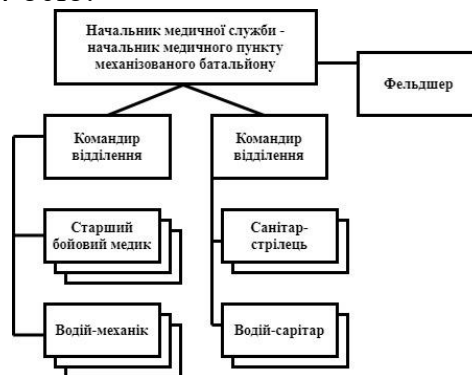 Начальник медичної служби -
начальник медичного пункту
механізованого батальйону
Фельдшер
Командир
відділення
Командир
відділення
Старший
бойовий медик
Санітар-
стрілець
Водій-механік
Водій-сарітар